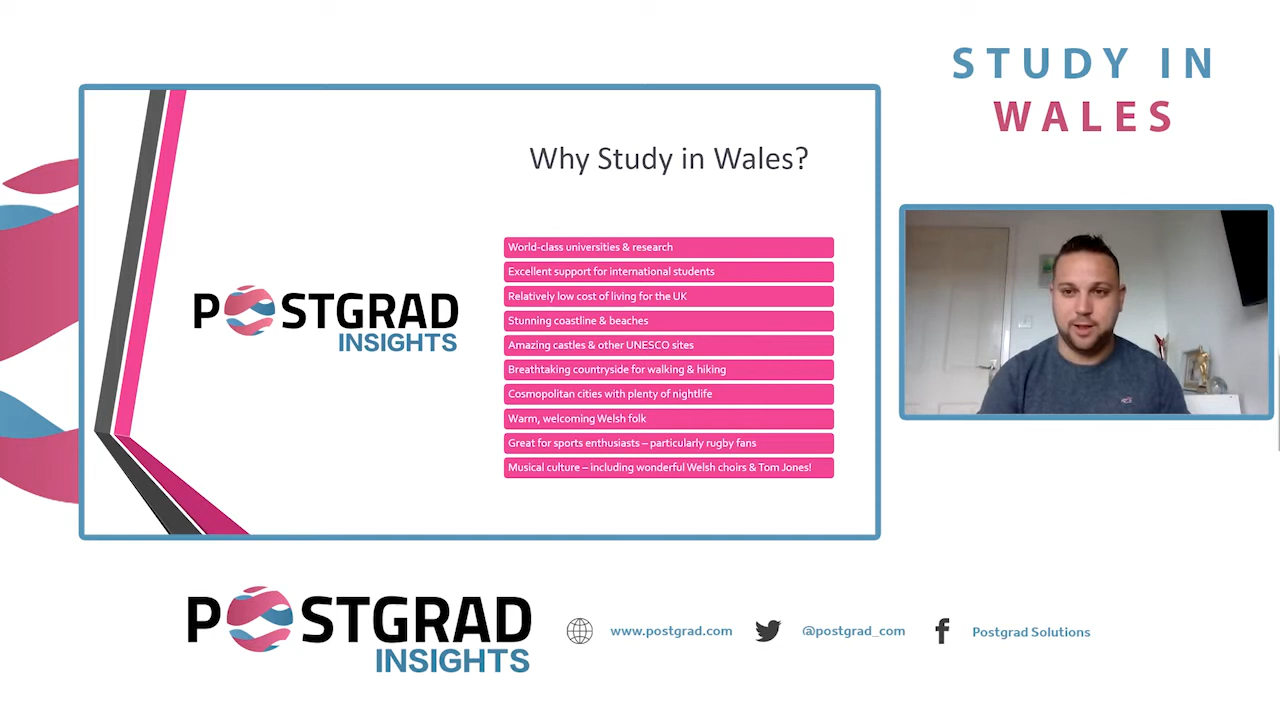 STUDY IN
WALES
Why Study in Wales?
POSTGRAD
INSIGHTS
World-class universities & research
Excellent support for international students
Relatively low cost of living for the UK
Stunning coastline & beaches
Amazing castles & other UNESCO sites
Breathtaking countryside for walking & hiking
Cosmopolitan cities with plenty of nightlife
Warm, welcoming Welsh folk
Great for sports enthusiasts – particularly rugby fans
Musical culture – including wonderful Welsh choirs & Tom Jones!
POSTGRAD
INSIGHTS
www.postgrad.com
@postgrad_com
Postgrad Solutions